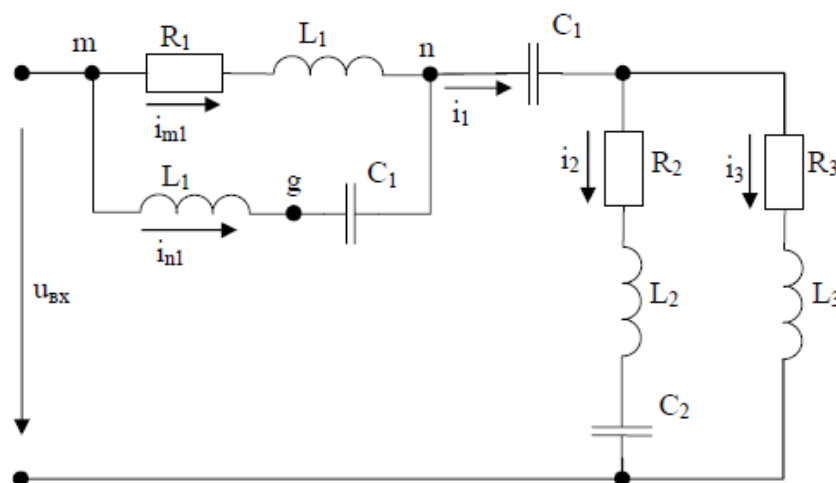 m R₁ L₁ n C₁
iₘ₁ i₁
L₁ g C₁ i₂ R₂ i₃ R₃
iₙ₁
uвх L₂ L₃
C₂